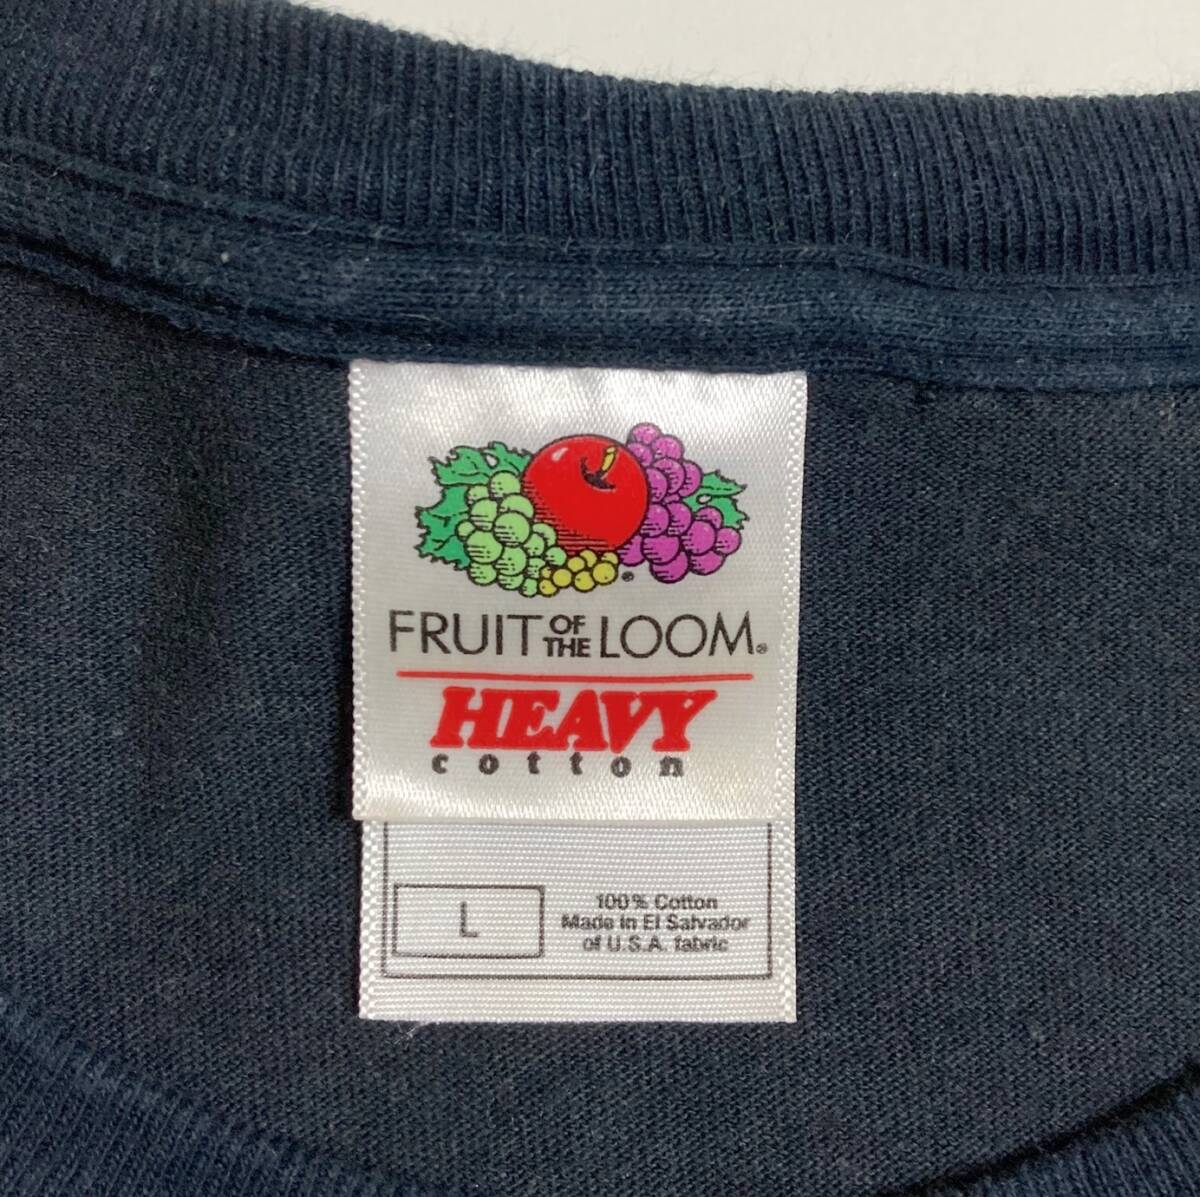 FRUIT OF THE LOOM®
HEAVY
cotton
L
100% Cotton
Made in El Salvador
of U.S.A. fabric